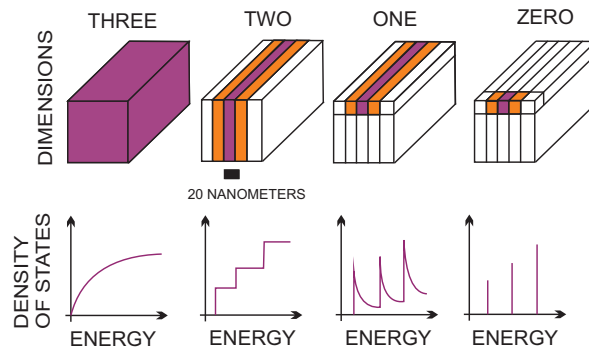 THREE
TWO
ONE
ZERO
DIMENSIONS
20 NANOMETERS
DENSITY
OF STATES
ENERGY
ENERGY
ENERGY
ENERGY